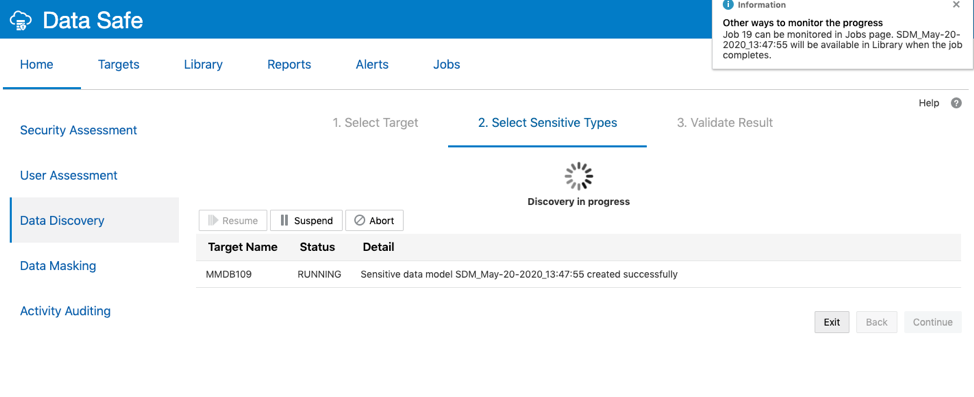 Data Safe
Information
Other ways to monitor the progress
Job 19 can be monitored in Jobs page. SDM_May-20-
2020_13:47:55 will be available in Library when the job
completes.
Home Targets Library Reports Alerts Jobs
Help ?
Security Assessment
User Assessment
Data Discovery
Data Masking
Activity Auditing
1. Select Target 2. Select Sensitive Types 3. Validate Result
Discovery in progress
Resume Suspend Abort
Target Name Status Detail
MMDB109 RUNNING Sensitive data model SDM_May-20-2020_13:47:55 created successfully
Exit Back Continue